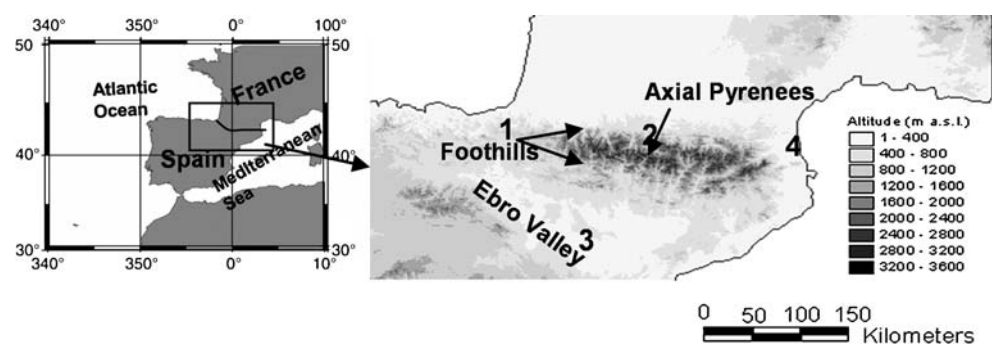 340° 350° 0° 10°
50 50
Atlantic
Ocean
France
40° 40°
Spain
Mediterranean
Sea
30° 30°
340° 350° 0° 10°
Axial Pyrenees
1
2
Foothills
4
Ebro Valley
3
Altitude (m a.s.l.)
1 - 400
400 - 800
800 - 1200
1200 - 1600
1600 - 2000
2000 - 2400
2400 - 2800
2800 - 3200
3200 - 3600
0 50 100 150
Kilometers